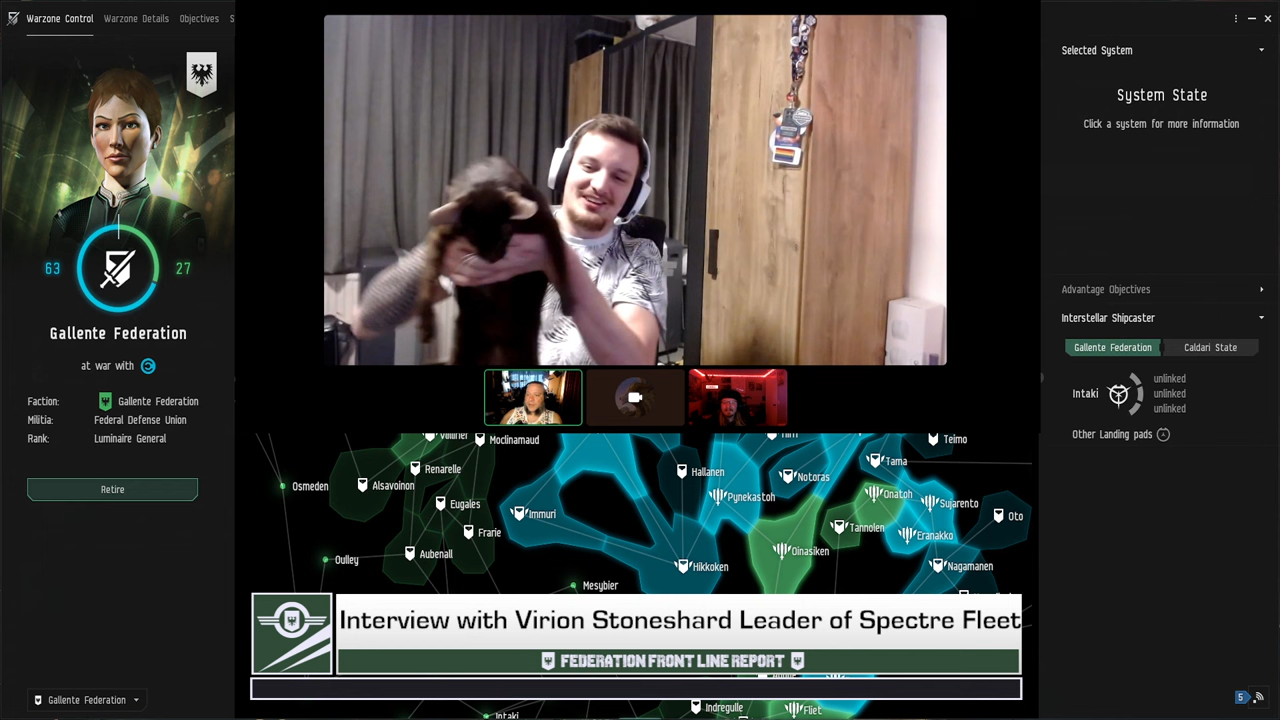 Warzone Control
Warzone Details
Objectives
S
63
27
Gallente Federation
at war with
Faction: Gallente Federation
Militia: Federal Defense Union
Rank: Luminaire General
Retire
Gallente Federation
Selected System
System State
Click a system for more information
Advantage Objectives
Interstellar Shipcaster
Gallente Federation
Caldari State
Intaki
unlinked
unlinked
unlinked
Other Landing pads
5
Moclinamaud
Teimo
Renarelle
Hallanen
Tama
Osmeden
Alsavoinon
Notoras
Pynekastoh
Onatoh
Sujarento
Eugales
Immuri
Oto
Frarie
Tannolen
Eranakko
Aubenall
Oinasiken
Oulley
Hikkoken
Nagamanen
Mesybier
Interview with Virion Stoneshard Leader of Spectre Fleet
FEDERATION FRONT LINE REPORT
Indregulle
Fliet
Intaki